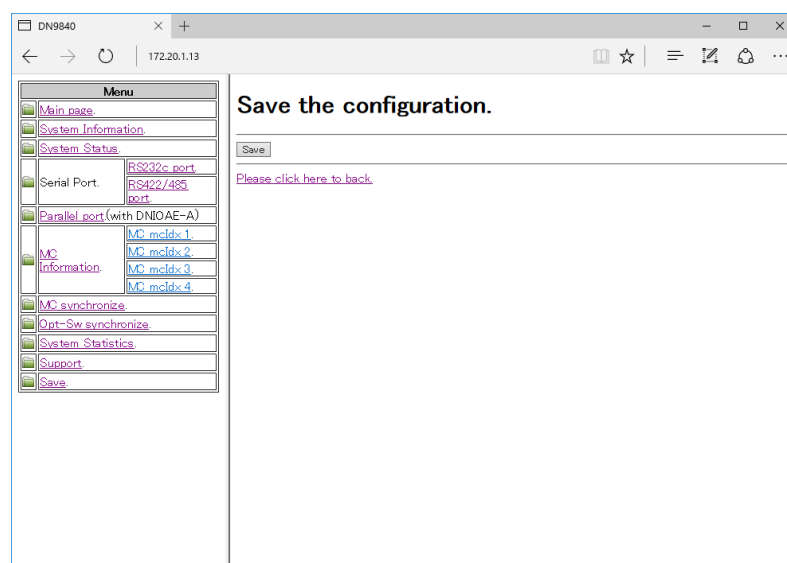 DN9840
172.20.1.13
Menu
Main page.
System Information.
System Status.
Serial Port.
RS232c port.
RS422/485
port.
Parallel port.(with DNIOAE-A)
MC
Information.
MC mcIdx 1.
MC mcIdx 2.
MC mcIdx 3.
MC mcIdx 4.
MC synchronize.
Opt-Sw synchronize.
System Statistics.
Support.
Save.
Save the configuration.
Save
Please click here to back.